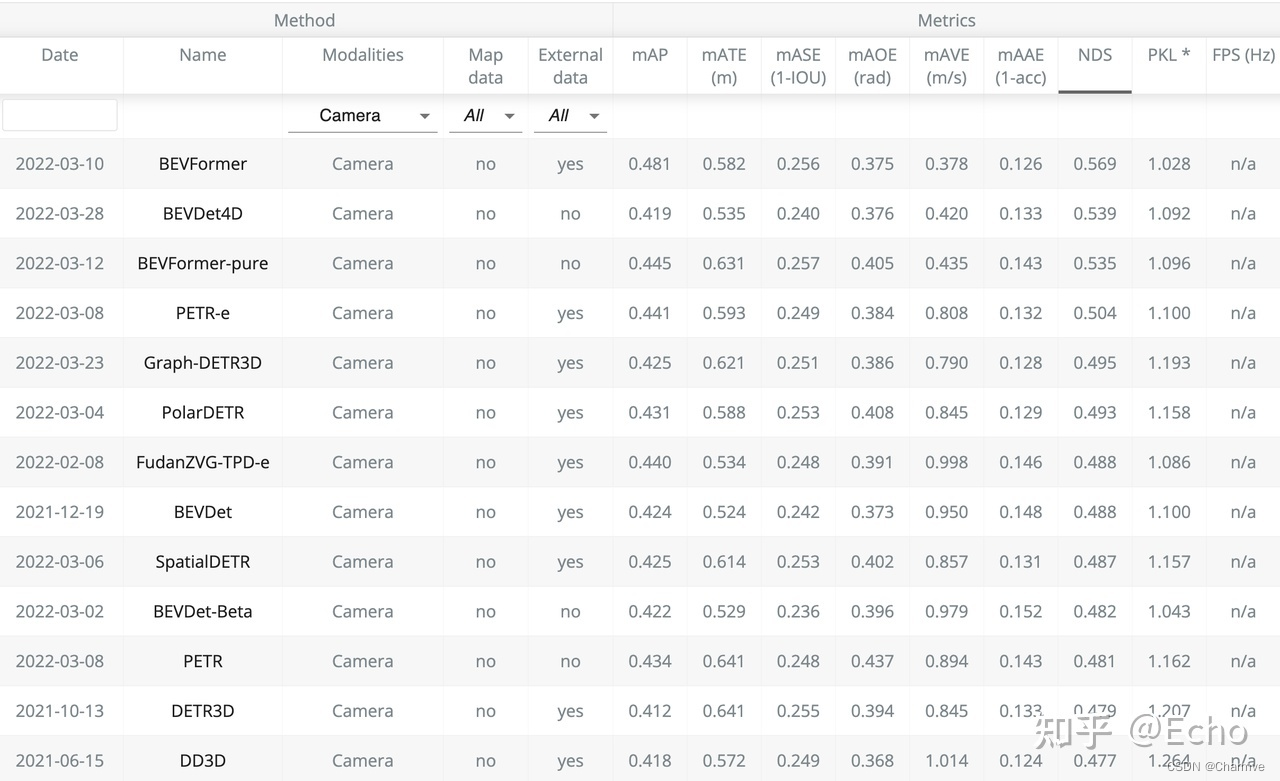 Method Metrics
Date Name Modalities Map data External data mAP mATE (m) mASE (1-IOU) mAOE (rad) mAVE (m/s) mAAE (1-acc) NDS PKL * FPS (Hz)
Camera All All
2022-03-10 BEVFormer Camera no yes 0.481 0.582 0.256 0.375 0.378 0.126 0.569 1.028 n/a
2022-03-28 BEVDet4D Camera no no 0.419 0.535 0.240 0.376 0.420 0.133 0.539 1.092 n/a
2022-03-12 BEVFormer-pure Camera no no 0.445 0.631 0.257 0.405 0.435 0.143 0.535 1.096 n/a
2022-03-08 PETR-e Camera no yes 0.441 0.593 0.249 0.384 0.808 0.132 0.504 1.100 n/a
2022-03-23 Graph-DETR3D Camera no yes 0.425 0.621 0.251 0.386 0.790 0.128 0.495 1.193 n/a
2022-03-04 PolarDETR Camera no yes 0.431 0.588 0.253 0.408 0.845 0.129 0.493 1.158 n/a
2022-02-08 FudanZVG-TPD-e Camera no yes 0.440 0.534 0.248 0.391 0.998 0.146 0.488 1.086 n/a
2021-12-19 BEVDet Camera no yes 0.424 0.524 0.242 0.373 0.950 0.148 0.488 1.100 n/a
2022-03-06 SpatialDETR Camera no yes 0.425 0.614 0.253 0.402 0.857 0.131 0.487 1.157 n/a
2022-03-02 BEVDet-Beta Camera no no 0.422 0.529 0.236 0.396 0.979 0.152 0.482 1.043 n/a
2022-03-08 PETR Camera no no 0.434 0.641 0.248 0.437 0.894 0.143 0.481 1.162 n/a
2021-10-13 DETR3D Camera no yes 0.412 0.641 0.255 0.394 0.845 0.133 0.479 1.207 n/a
知乎 @Echo
2021-06-15 DD3D Camera no yes 0.418 0.572 0.249 0.368 1.014 0.124 0.477 1.264 n/a
CSDN @Charmve